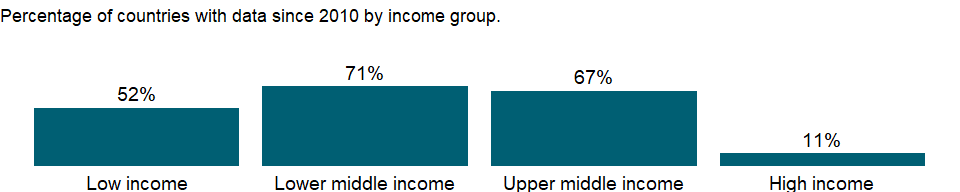 Percentage of countries with data since 2010 by income group.
71%
67%
52%
11%
Low income Lower middle income Upper middle income High income